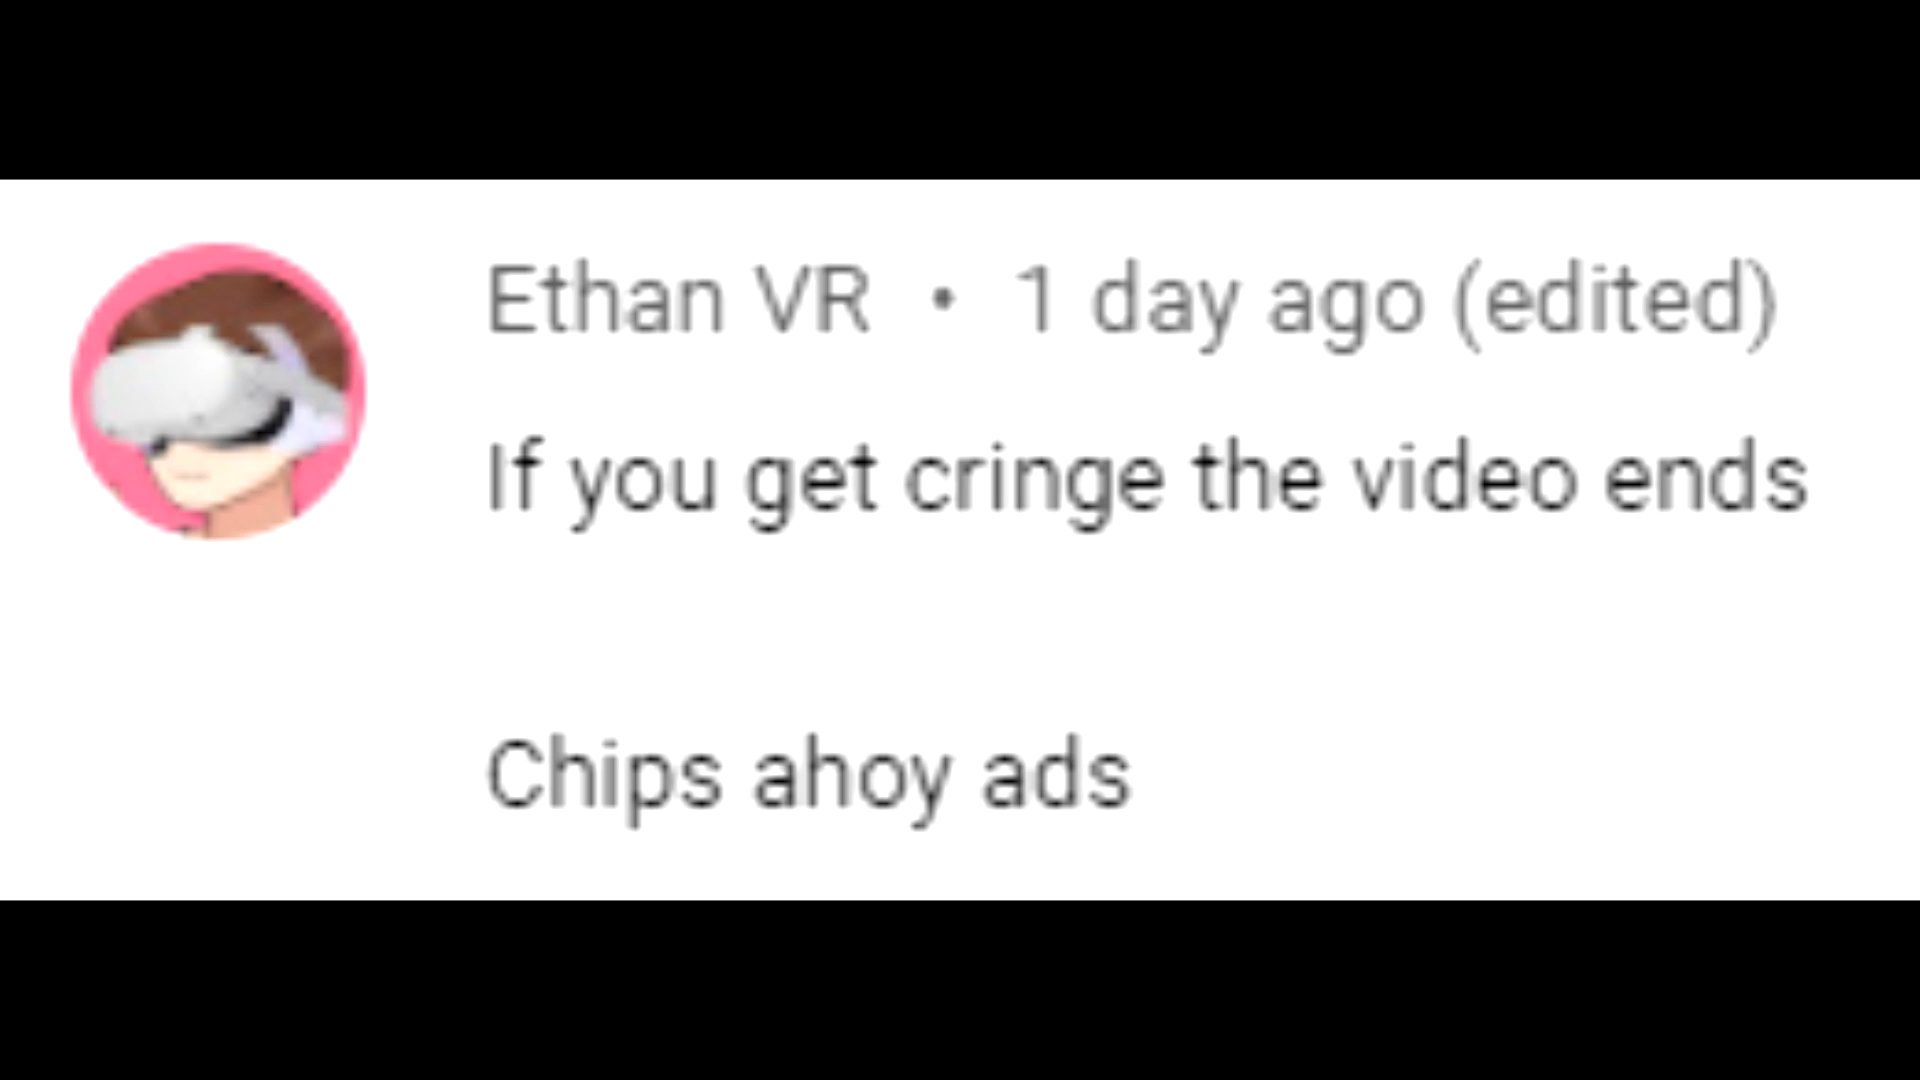 Ethan VR • 1 day ago (edited)
If you get cringe the video ends
Chips ahoy ads